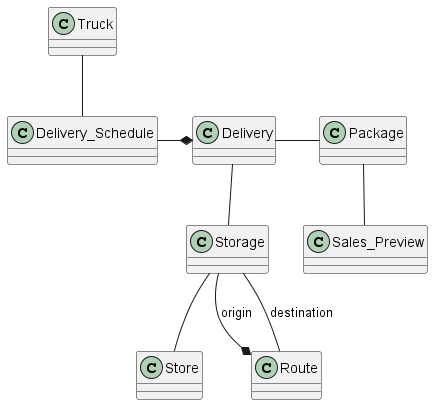 C Truck
C Delivery_Schedule
C Delivery
C Package
C Storage
C Sales_Preview
origin
destination
C Store
C Route